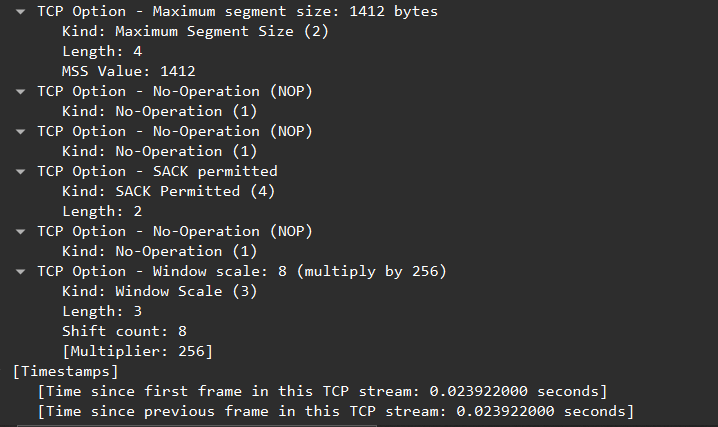 TCP Option - Maximum segment size: 1412 bytes
Kind: Maximum Segment Size (2)
Length: 4
MSS Value: 1412
TCP Option - No-Operation (NOP)
Kind: No-Operation (1)
TCP Option - No-Operation (NOP)
Kind: No-Operation (1)
TCP Option - SACK permitted
Kind: SACK Permitted (4)
Length: 2
TCP Option - No-Operation (NOP)
Kind: No-Operation (1)
TCP Option - Window scale: 8 (multiply by 256)
Kind: Window Scale (3)
Length: 3
Shift count: 8
[Multiplier: 256]
[Timestamps]
[Time since first frame in this TCP stream: 0.023922000 seconds]
[Time since previous frame in this TCP stream: 0.023922000 seconds]